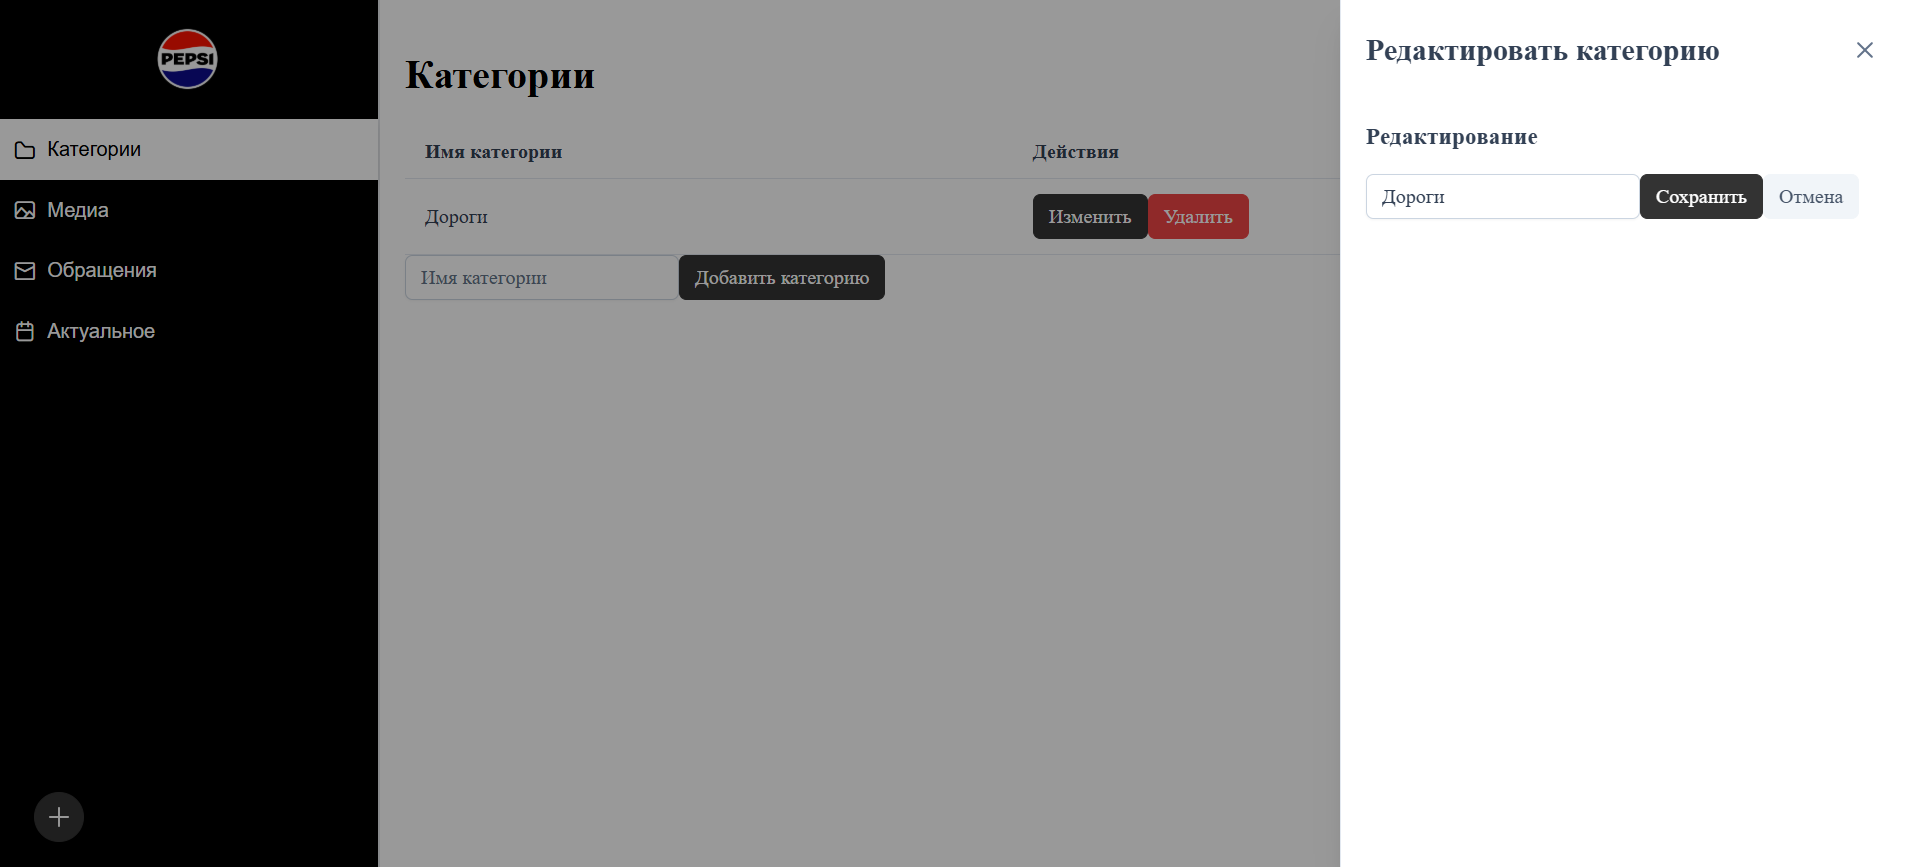 PEPSI
Категории
Медиа
Обращения
Актуальное
Категории
Имя категории Действия
Дороги Изменить Удалить
Имя категории Добавить категорию
Редактировать категорию
Редактирование
Дороги Сохранить Отмена